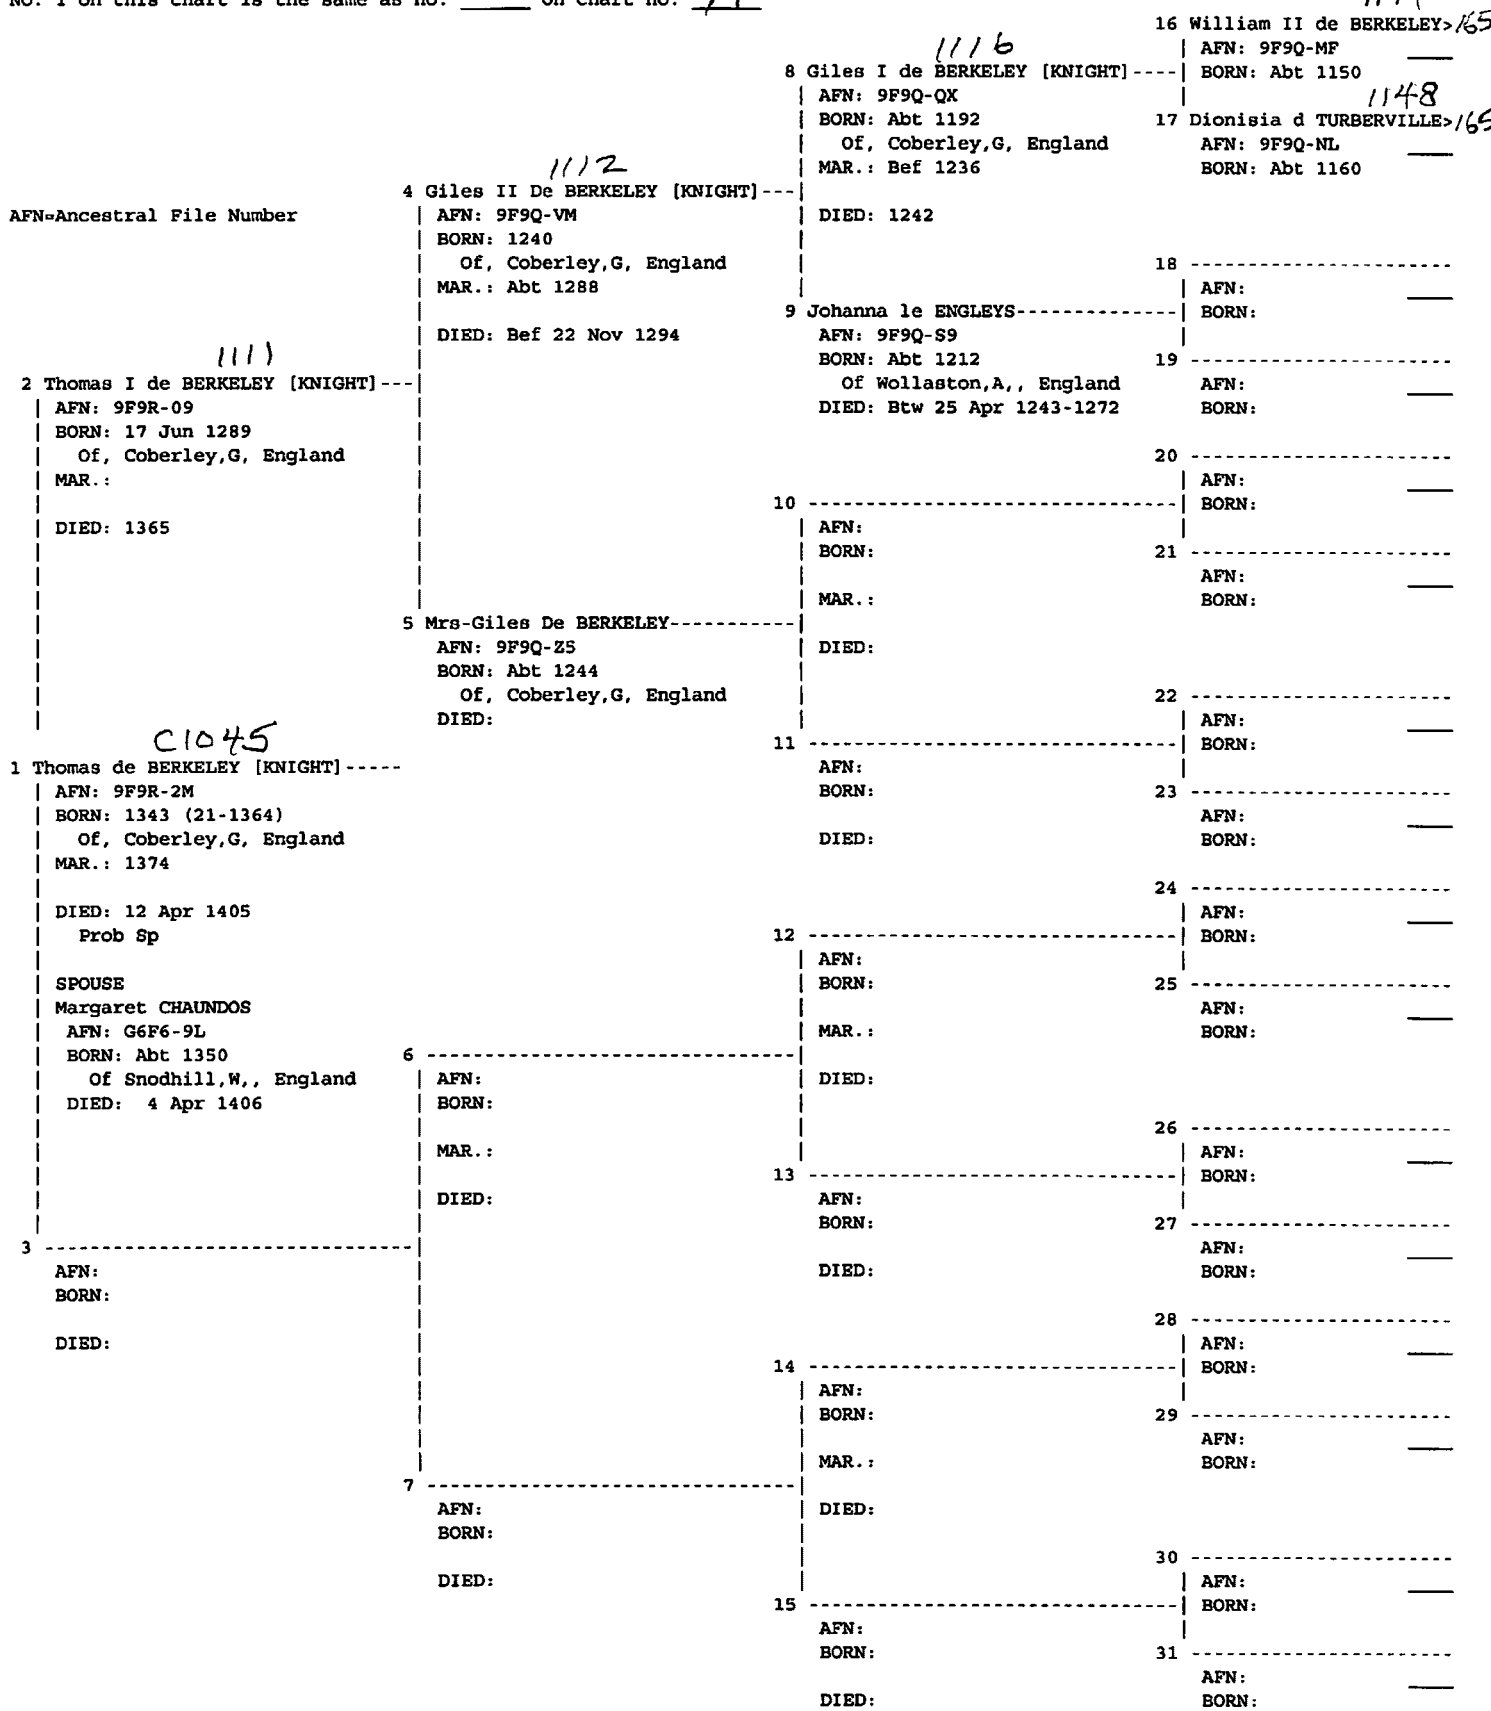 No. 1 on this chart is the same as no. _____ on chart no.
16 William II de BERKELEY> 165
AFN: 9F9Q-MF
BORN: Abt 1150
1116
8 Giles I de BERKELEY [KNIGHT]
AFN: 9F9Q-QX
BORN: Abt 1192
Of, Coberley,G, England
MAR.: Bef 1236
DIED: 1242
1148
17 Dionisia d TURBERVILLE> 165
AFN: 9F9Q-NL
BORN: Abt 1160
1112
4 Giles II De BERKELEY [KNIGHT]
AFN: 9F9Q-VM
BORN: 1240
Of, Coberley,G, England
MAR.: Abt 1288
DIED: Bef 22 Nov 1294
AFN=Ancestral File Number
18
AFN:
BORN:
9 Johanna le ENGLEYS
AFN: 9F9Q-S9
BORN: Abt 1212
Of Wollaston,A,, England
DIED: Btw 25 Apr 1243-1272
19
AFN:
BORN:
1111
2 Thomas I de BERKELEY [KNIGHT]
AFN: 9F9R-09
BORN: 17 Jun 1289
Of, Coberley,G, England
MAR.:
DIED: 1365
20
AFN:
BORN:
10
AFN:
BORN:
MAR.:
DIED:
21
AFN:
BORN:
5 Mrs-Giles De BERKELEY
AFN: 9F9Q-Z5
BORN: Abt 1244
Of, Coberley,G, England
DIED:
22
AFN:
BORN:
11
AFN:
BORN:
DIED:
23
AFN:
BORN:
C1045
1 Thomas de BERKELEY [KNIGHT]
AFN: 9F9R-2M
BORN: 1343 (21-1364)
Of, Coberley,G, England
MAR.: 1374
DIED: 12 Apr 1405
Prob Sp
SPOUSE
Margaret CHAUNDOS
AFN: G6F6-9L
BORN: Abt 1350
Of Snodhill,W,, England
DIED: 4 Apr 1406
24
AFN:
BORN:
12
AFN:
BORN:
MAR.:
DIED:
25
AFN:
BORN:
6
AFN:
BORN:
MAR.:
DIED:
26
AFN:
BORN:
13
AFN:
BORN:
DIED:
27
AFN:
BORN:
3
AFN:
BORN:
DIED:
28
AFN:
BORN:
14
AFN:
BORN:
MAR.:
DIED:
29
AFN:
BORN:
7
AFN:
BORN:
DIED:
30
AFN:
BORN:
15
AFN:
BORN:
DIED:
31
AFN:
BORN: